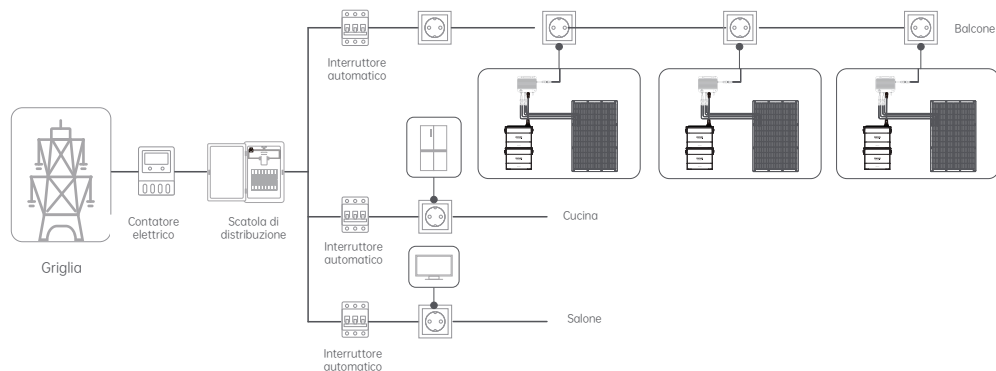 Balcone
Interruttore
automatico
Contatore
elettrico
Scatola di
distribuzione
Cucina
Interruttore
automatico
Griglia
Salone
Interruttore
automatico